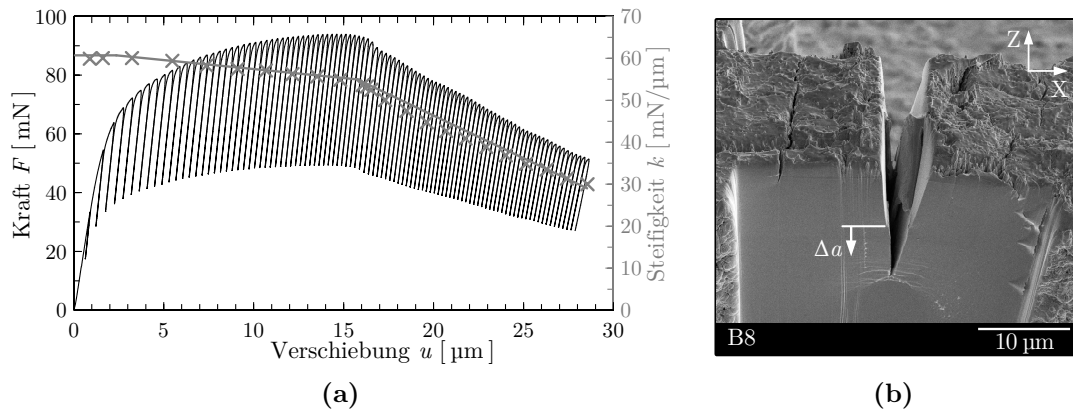 100
80
60
40
20
0
Kraft F [ mN ]
70
60
50
40
30
20
10
0
Steifigkeit k [ mN/µm ]
0 5 10 15 20 25 30
Verschiebung u [ µm ]
(a)
Z
X
Δa
B8
10 µm
(b)